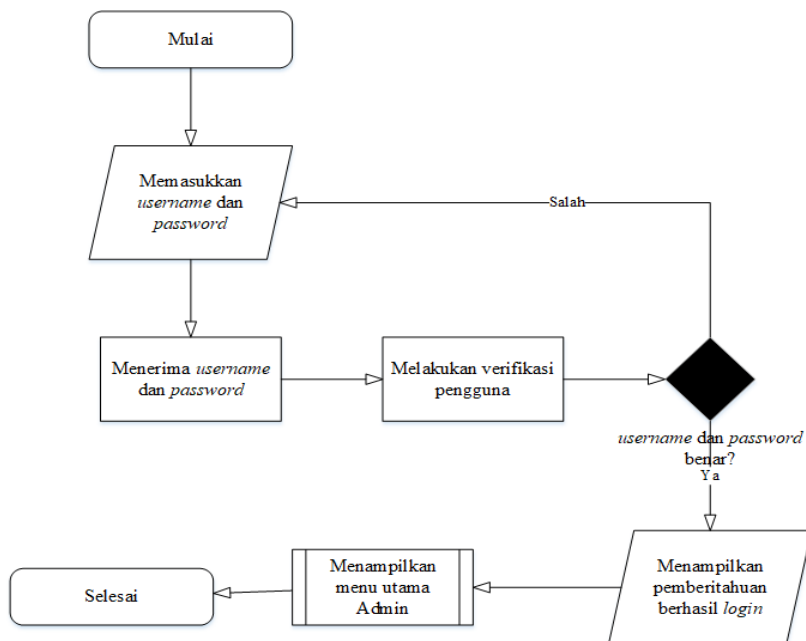 Mulai
Memasukkan
username dan
password
Salah
Menerima username
dan password
Melakukan verifikasi
pengguna
username dan password
benar?
Ya
Menampilkan
pemberitahuan
berhasil login
Menampilkan
menu utama
Admin
Selesai